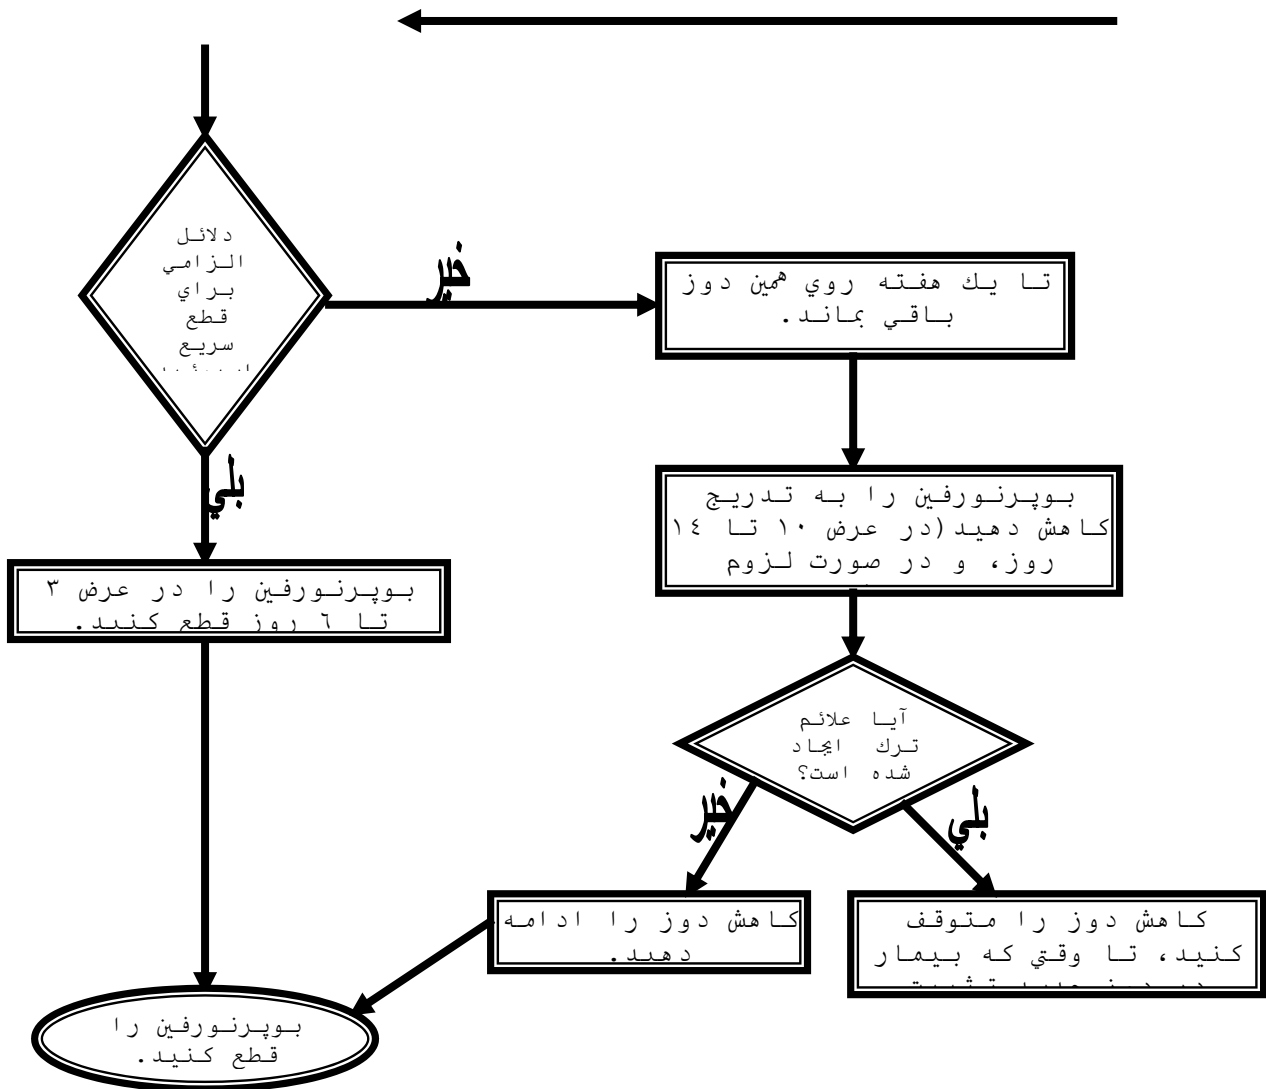 دلائل
الزامي
براي
قطع
سريع
خير
تا يك هفته روي همين دوز
باقي بماند.
بلي
بوپرنورفين را به تدريج
كاهش دهيد(در عرض ١٠ تا ١٤
روز، و در صورت لزوم
بوپرنورفين را در عرض ٣
تا ٦ روز قطع كنيد.
آيا علائم
ترك ايجاد
شده است؟
خير
بلي
كاهش دوز را ادامه
دهيد.
كاهش دوز را متوقف
كنيد، تا وقتي كه بيمار
بوپرنورفين را
قطع كنيد.